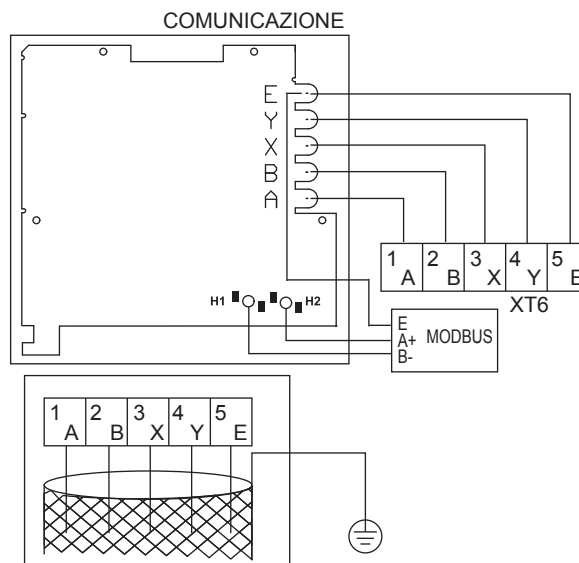 COMUNICAZIONE
E
Y
X
B
A
1 2 3 4 5
A B X Y E
XT6
H1 H2
E
A+ MODBUS
B-
1 2 3 4 5
A B X Y E